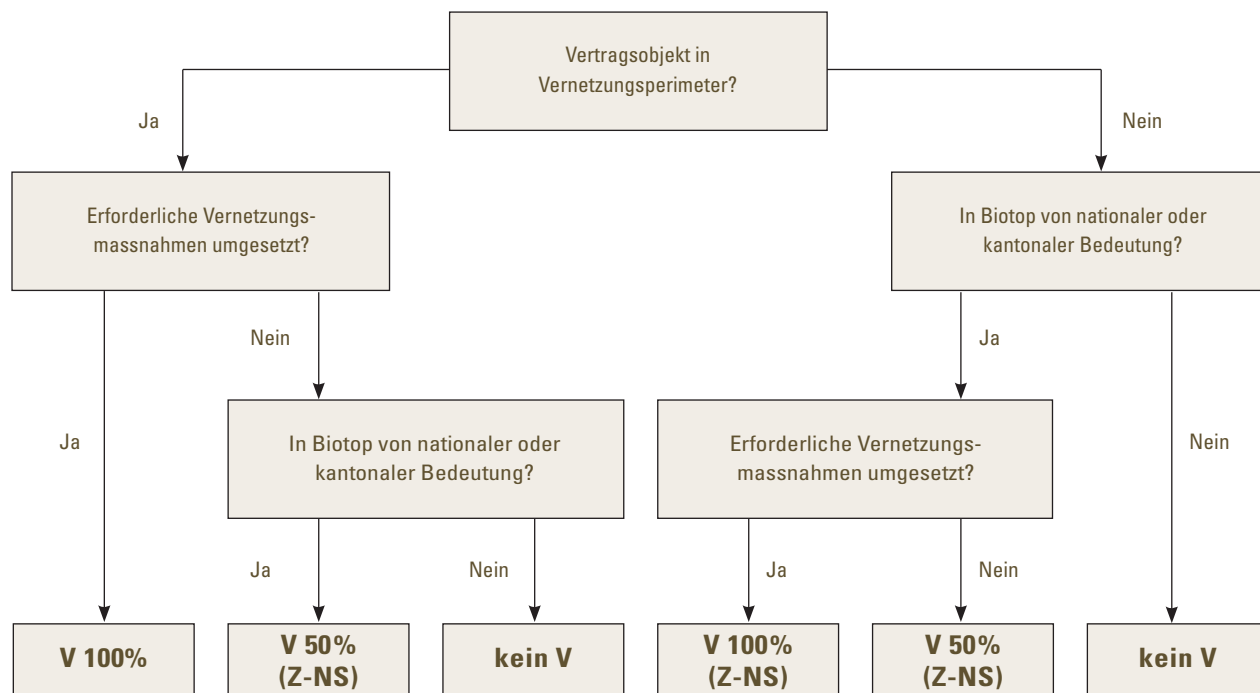 Vertragsobjekt in
Vernetzungsperimeter?
Ja
Nein
Erforderliche Vernetzungs-
massnahmen umgesetzt?
In Biotop von nationaler oder
kantonaler Bedeutung?
Nein
Ja
Ja
In Biotop von nationaler oder
kantonaler Bedeutung?
Erforderliche Vernetzungs-
massnahmen umgesetzt?
Nein
Ja
Nein
Ja
Nein
V 100%
V 50%
(Z-NS)
kein V
V 100%
(Z-NS)
V 50%
(Z-NS)
kein V